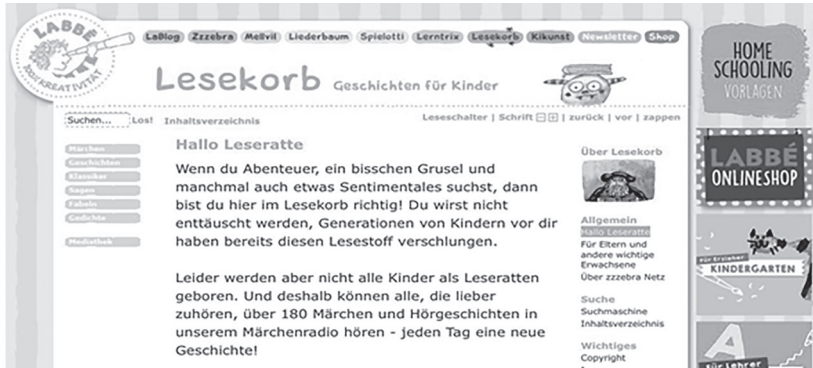 LABBÉ
100% KREATIVITÄT
LaBlog Zzzebra Mellvil Liederbaum Spielotti Lerntrix Lesekorb Kikunst Newsletter Shop
Lesekorb Geschichten für Kinder
Suchen... Los! Inhaltsverzeichnis
Leseschalter | Schrift | zurück | vor | zappen
Märchen
Geschichten
Klassiker
Sagen
Fabeln
Gedichte
Mediathek
Hallo Leseratte
Wenn du Abenteuer, ein bisschen Grusel und
manchmal auch etwas Sentimentales suchst, dann
bist du hier im Lesekorb richtig! Du wirst nicht
enttäuscht werden, Generationen von Kindern vor dir
haben bereits diesen Lesestoff verschlungen.
Leider werden aber nicht alle Kinder als Leseratten
geboren. Und deshalb können alle, die lieber
zuhören, über 180 Märchen und Hörgeschichten in
unserem Märchenradio hören - jeden Tag eine neue
Geschichte!
Über Lesekorb
Allgemein
Hallo Leseratte
Für Eltern und
andere wichtige
Erwachsene
Über zzzebra Netz
Suche
Suchmaschine
Inhaltsverzeichnis
Wichtiges
Copyright
HOME
SCHOOLING
VORLAGEN
LABBÉ
ONLINESHOP
Für Erzieher
KINDERGARTEN
A
Für Lehrer